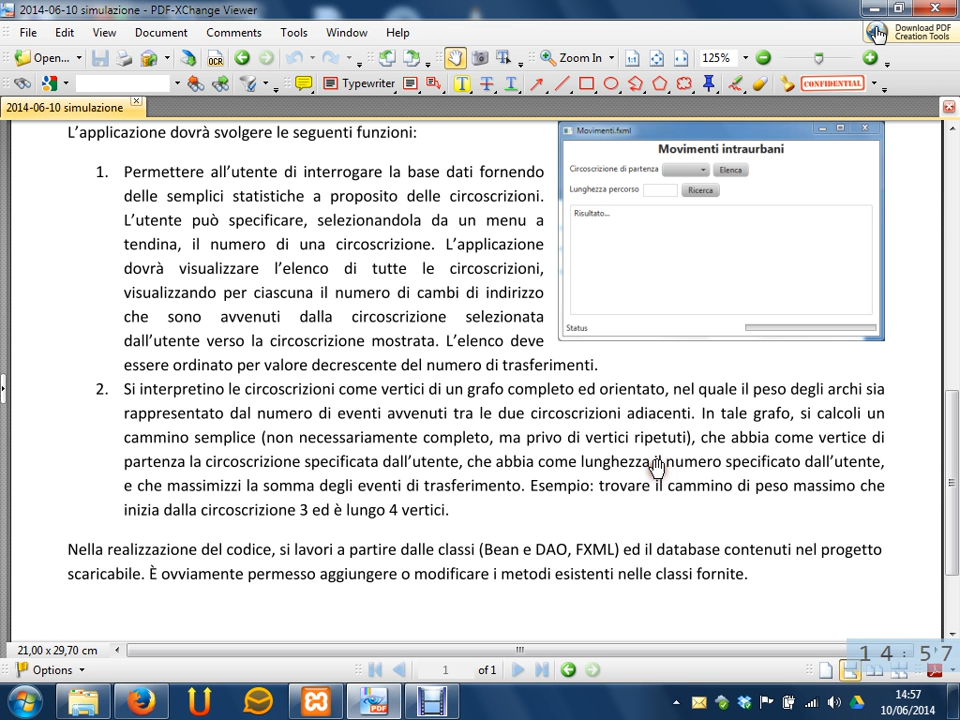 2014-06-10 simulazione - PDF-XChange Viewer
File Edit View Document Comments Tools Window Help
Download PDF
Creation Tools
Open... OCR Zoom In 125%
Typewriter CONFIDENTIAL
2014-06-10 simulazione
L’applicazione dovrà svolgere le seguenti funzioni:
1. Permettere all’utente di interrogare la base dati fornendo
delle semplici statistiche a proposito delle circoscrizioni.
L’utente può specificare, selezionandola da un menu a
tendina, il numero di una circoscrizione. L’applicazione
dovrà visualizzare l’elenco di tutte le circoscrizioni,
visualizzando per ciascuna il numero di cambi di indirizzo
che sono avvenuti dalla circoscrizione selezionata
dall’utente verso la circoscrizione mostrata. L’elenco deve
essere ordinato per valore decrescente del numero di trasferimenti.
Movimenti.fxml
Movimenti intraurbani
Circoscrizione di partenza Elenca
Lunghezza percorso Ricerca
Risultato...
Status
2. Si interpretino le circoscrizioni come vertici di un grafo completo ed orientato, nel quale il peso degli archi sia
rappresentato dal numero di eventi avvenuti tra le due circoscrizioni adiacenti. In tale grafo, si calcoli un
cammino semplice (non necessariamente completo, ma privo di vertici ripetuti), che abbia come vertice di
partenza la circoscrizione specificata dall’utente, che abbia come lunghezza il numero specificato dall’utente,
e che massimizzi la somma degli eventi di trasferimento. Esempio: trovare il cammino di peso massimo che
inizia dalla circoscrizione 3 ed è lungo 4 vertici.
Nella realizzazione del codice, si lavori a partire dalle classi (Bean e DAO, FXML) ed il database contenuti nel progetto
scaricabile. È ovviamente permesso aggiungere o modificare i metodi esistenti nelle classi fornite.
21,00 x 29,70 cm
14:57
Options 1 of 1
PDF
14:57
10/06/2014